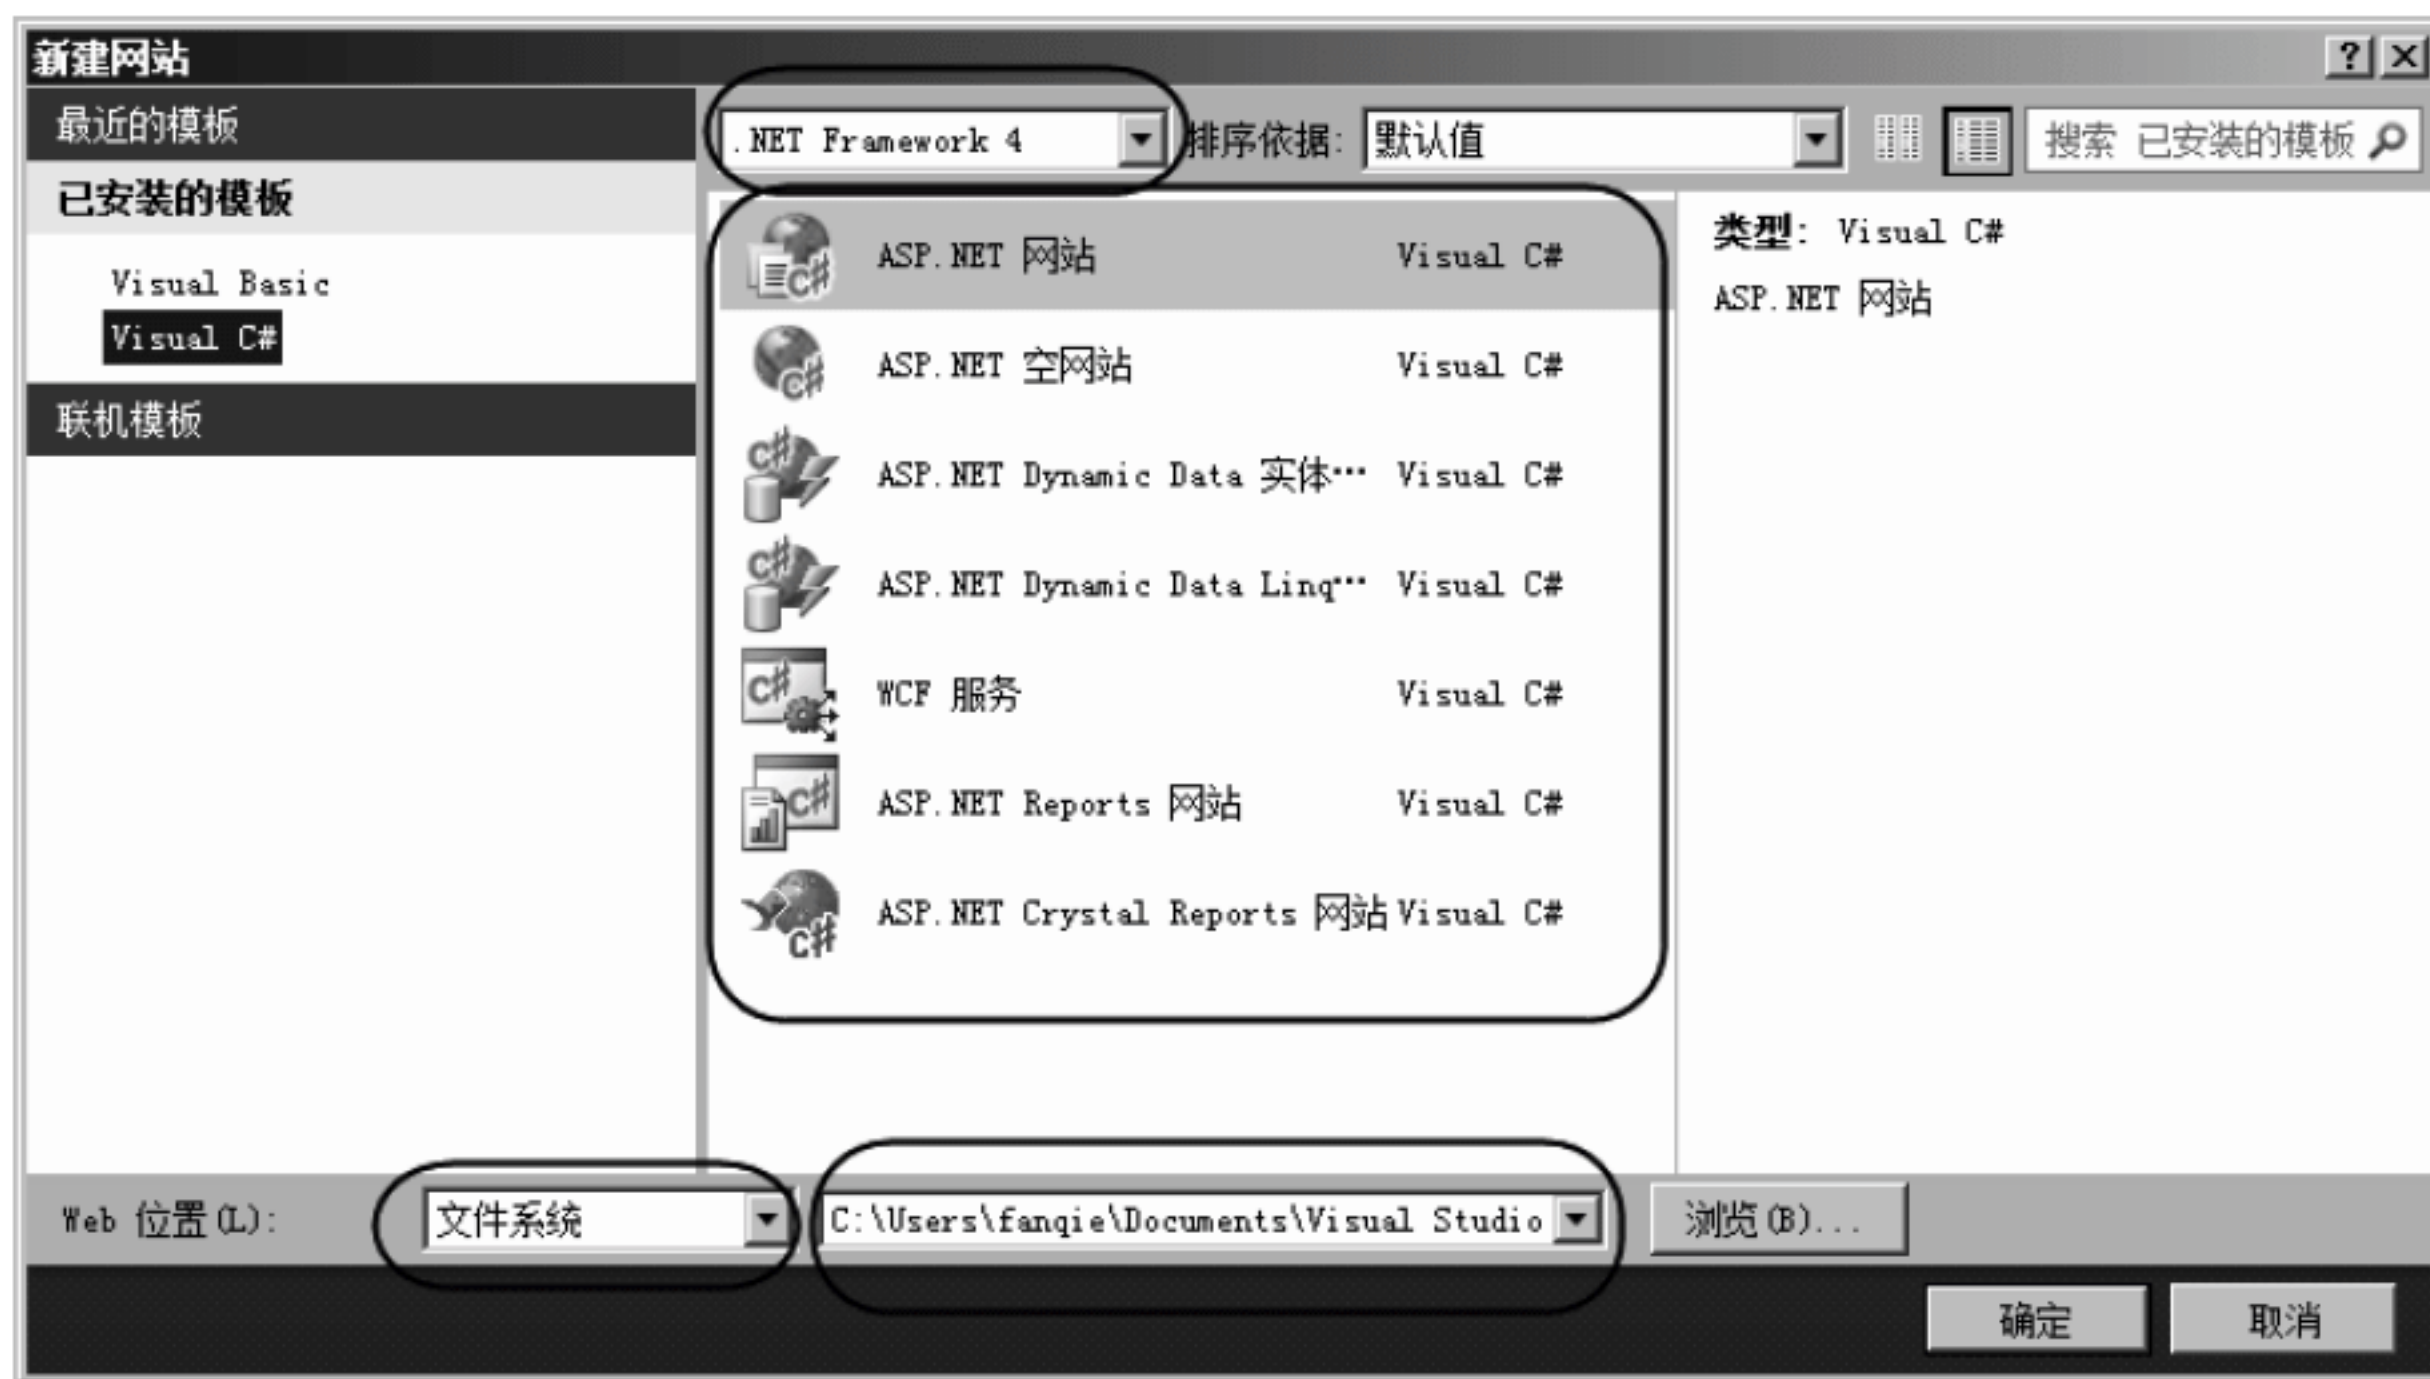 新建网站
最近的模板
已安装的模板
Visual Basic
Visual C#
联机模板
.NET Framework 4 排序依据: 默认值 搜索 已安装的模板
ASP.NET 网站 Visual C#
ASP.NET 空网站 Visual C#
ASP.NET Dynamic Data 实体… Visual C#
ASP.NET Dynamic Data Linq… Visual C#
WCF 服务 Visual C#
ASP.NET Reports 网站 Visual C#
ASP.NET Crystal Reports 网站 Visual C#
类型: Visual C#
ASP.NET 网站
Web 位置(L): 文件系统 C:\Users\fanqie\Documents\Visual Studio 浏览(B)...
确定 取消